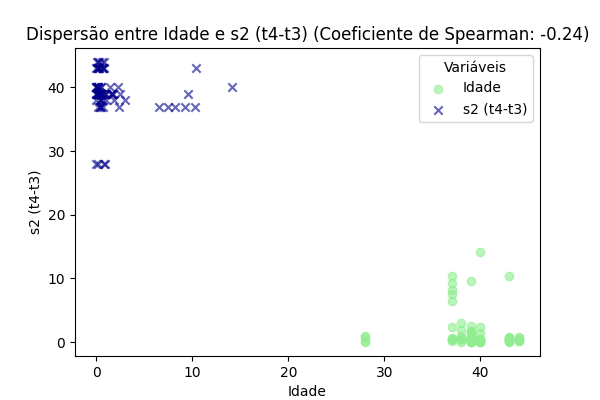 Dispersão entre Idade e s2 (t4-t3) (Coeficiente de Spearman: -0.24)
Variáveis
Idade
s2 (t4-t3)
s2 (t4-t3)
40
30
20
10
0
0 10 20 30 40
Idade